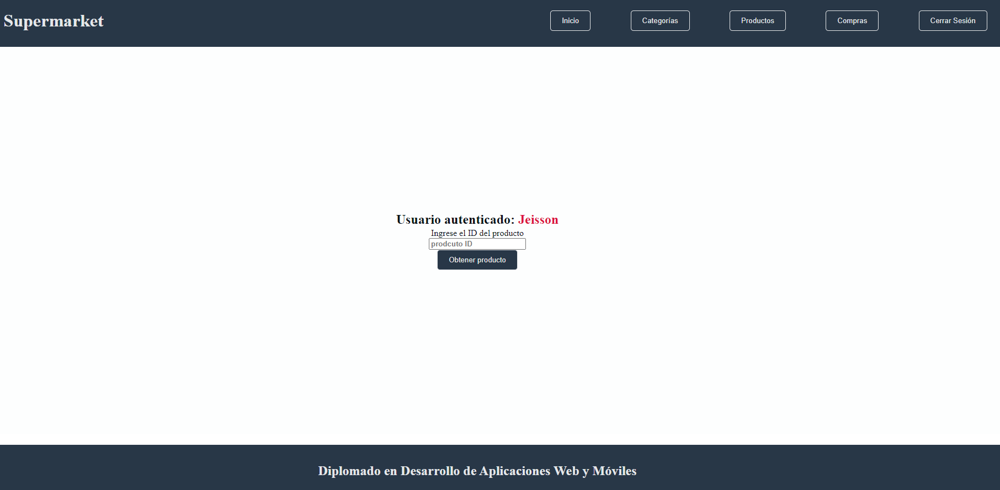 Supermarket
Inicio
Categorías
Productos
Compras
Cerrar Sesión
Usuario autenticado: Jeisson
Ingrese el ID del producto
prodcuto ID
Obtener producto
Diplomado en Desarrollo de Aplicaciones Web y Móviles